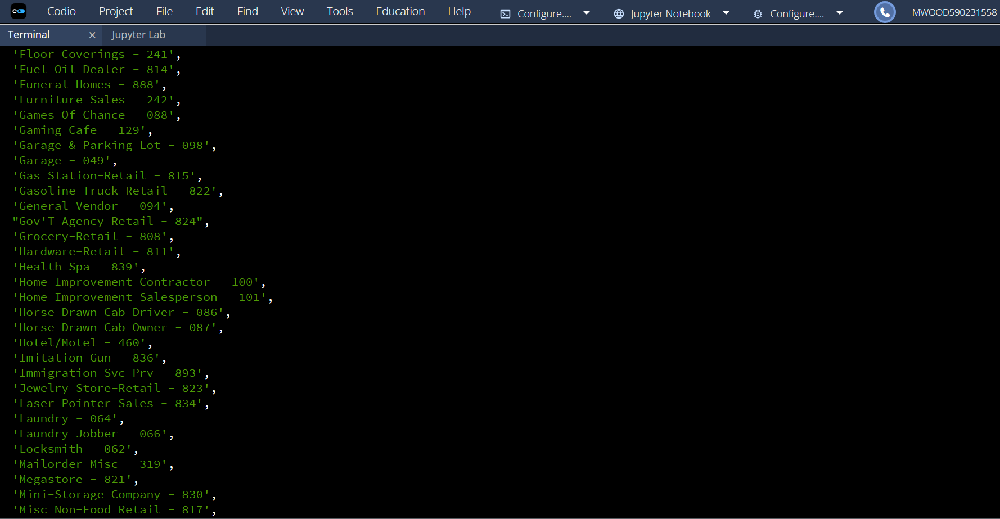 Codio Project File Edit Find View Tools Education Help Configure.... Jupyter Notebook Configure.... MWOOD590231558
Terminal × Jupyter Lab
'Floor Coverings - 241',
'Fuel Oil Dealer - 814',
'Funeral Homes - 888',
'Furniture Sales - 242',
'Games Of Chance - 088',
'Gaming Cafe - 129',
'Garage & Parking Lot - 098',
'Garage - 049',
'Gas Station-Retail - 815',
'Gasoline Truck-Retail - 822',
'General Vendor - 094',
"Gov'T Agency Retail - 824",
'Grocery-Retail - 808',
'Hardware-Retail - 811',
'Health Spa - 839',
'Home Improvement Contractor - 100',
'Home Improvement Salesperson - 101',
'Horse Drawn Cab Driver - 086',
'Horse Drawn Cab Owner - 087',
'Hotel/Motel - 460',
'Imitation Gun - 836',
'Immigration Svc Prv - 893',
'Jewelry Store-Retail - 823',
'Laser Pointer Sales - 834',
'Laundry - 064',
'Laundry Jobber - 066',
'Locksmith - 062',
'Mailorder Misc - 319',
'Megastore - 821',
'Mini-Storage Company - 830',
'Misc Non-Food Retail - 817',